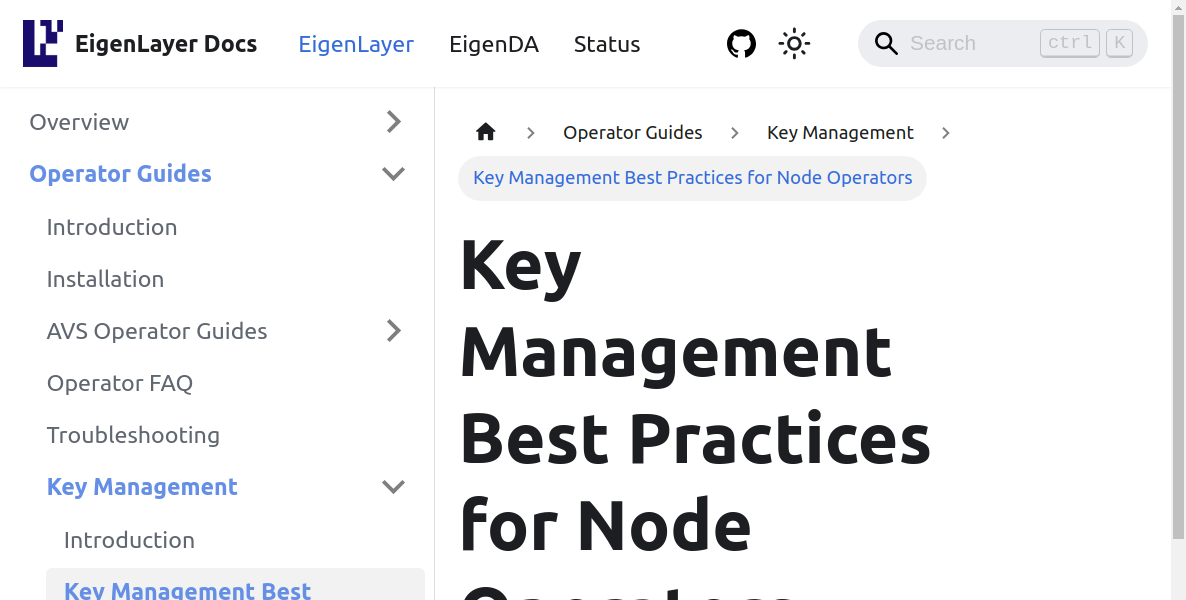 EigenLayer Docs EigenLayer EigenDA Status Search ctrl K
Overview
Operator Guides
Introduction
Installation
AVS Operator Guides
Operator FAQ
Troubleshooting
Key Management
Introduction
Key Management Best
Operator Guides Key Management
Key Management Best Practices for Node Operators
Key
Management
Best Practices
for Node
Operators